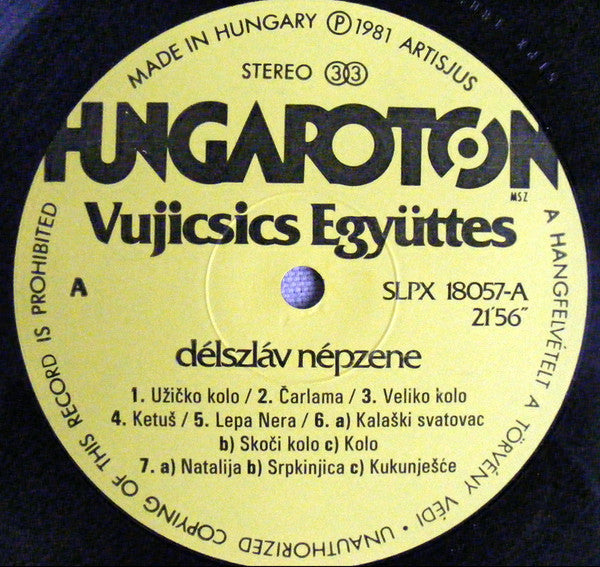 MADE IN HUNGARY Ⓟ 1981 ARTISJUS
STEREO 33
HUNGAROTON
MSZ
Vujicsics Együttes
A
SLPX 18057-A
21'56"
délszláv népzene
1. Užičko kolo / 2. Čarlama / 3. Veliko kolo
4. Ketuš / 5. Lepa Nera / 6. a) Kalaški svatovac
b) Skoči kolo c) Kolo
7. a) Natalija b) Srpkinjica c) Kukunješće
A HANGFELVÉTELT A TÖRVÉNY VÉDI • UNAUTHORIZED COPYING OF THIS RECORD IS PROHIBITED